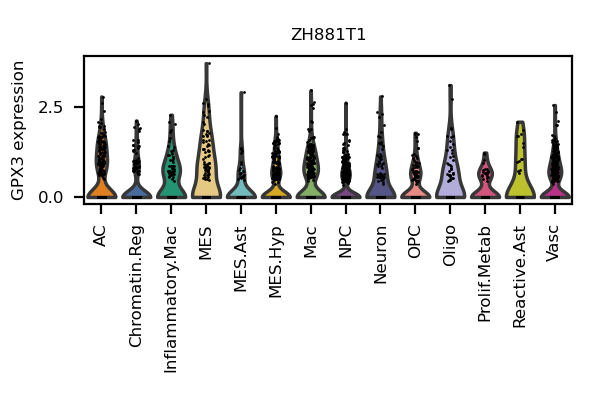 ZH881T1
GPX3 expression
2.5
0.0
AC
Chromatin.Reg
Inflammatory.Mac
MES
MES.Ast
MES.Hyp
Mac
NPC
Neuron
OPC
Oligo
Prolif.Metab
Reactive.Ast
Vasc